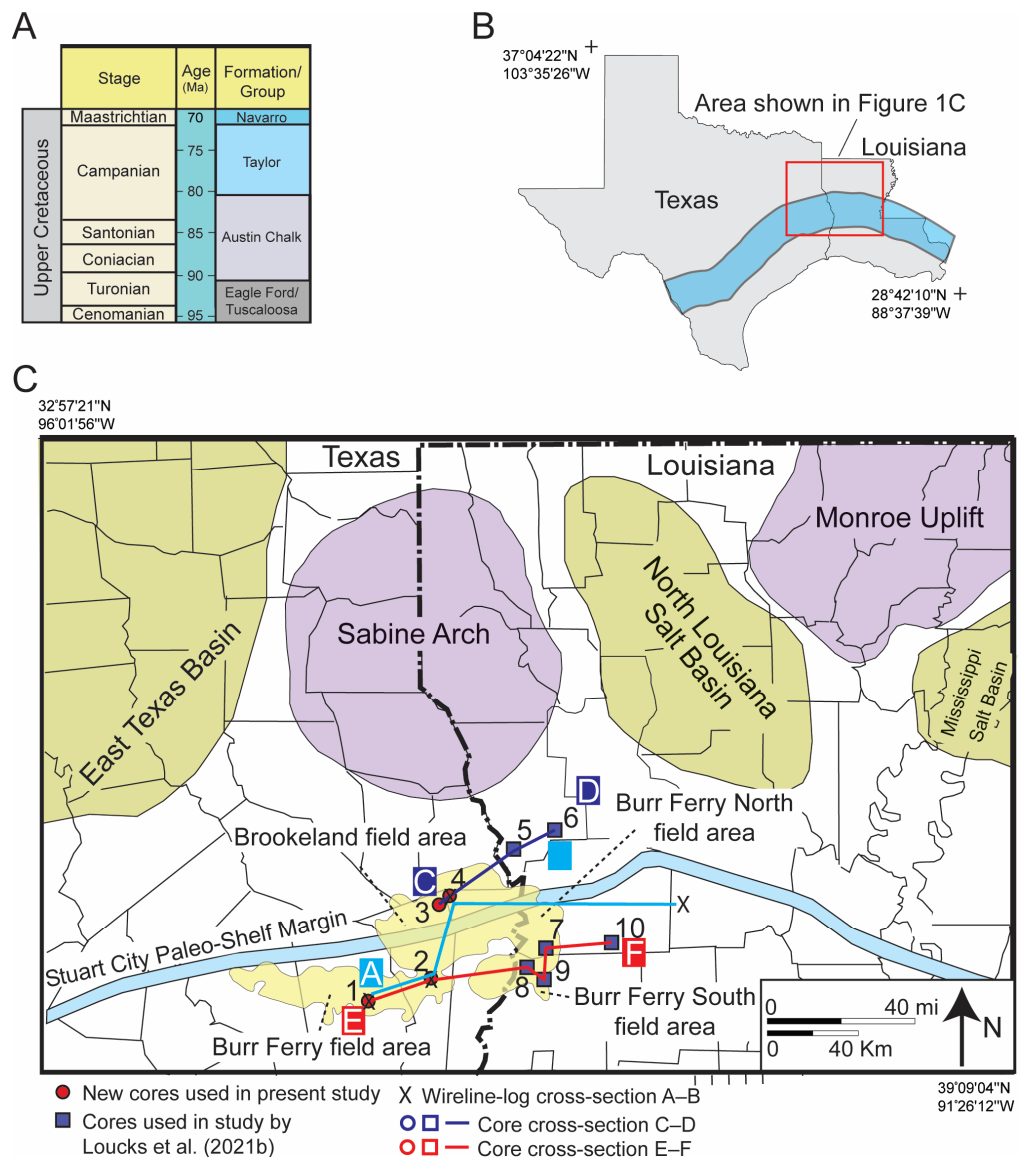 A
Stage
Age
(Ma)
Formation/
Group
Upper Cretaceous
Maastrichtian
70
Navarro
Campanian
75
Taylor
80
Santonian
85
Austin Chalk
Coniacian
90
Turonian
Eagle Ford/
Tuscaloosa
Cenomanian
95
B
37°04'22"N
103°35'26"W
Area shown in Figure 1C
Louisiana
Texas
28°42'10"N
88°37'39"W
C
32°57'21"N
96°01'56"W
Texas
Louisiana
Monroe Uplift
Sabine Arch
North Louisiana
Salt Basin
East Texas Basin
Mississippi
Salt Basin
D
Burr Ferry North
field area
Brookeland field area
6
5
C
4
3
X
Stuart City Paleo-Shelf Margin
7
10
F
A
2
1
8
9
E
Burr Ferry South
field area
Burr Ferry field area
0 40 mi
0 40 Km
N
39°09'04"N
91°26'12"W
New cores used in present study
Cores used in study by
Loucks et al. (2021b)
X Wireline-log cross-section A–B
Core cross-section C–D
Core cross-section E–F